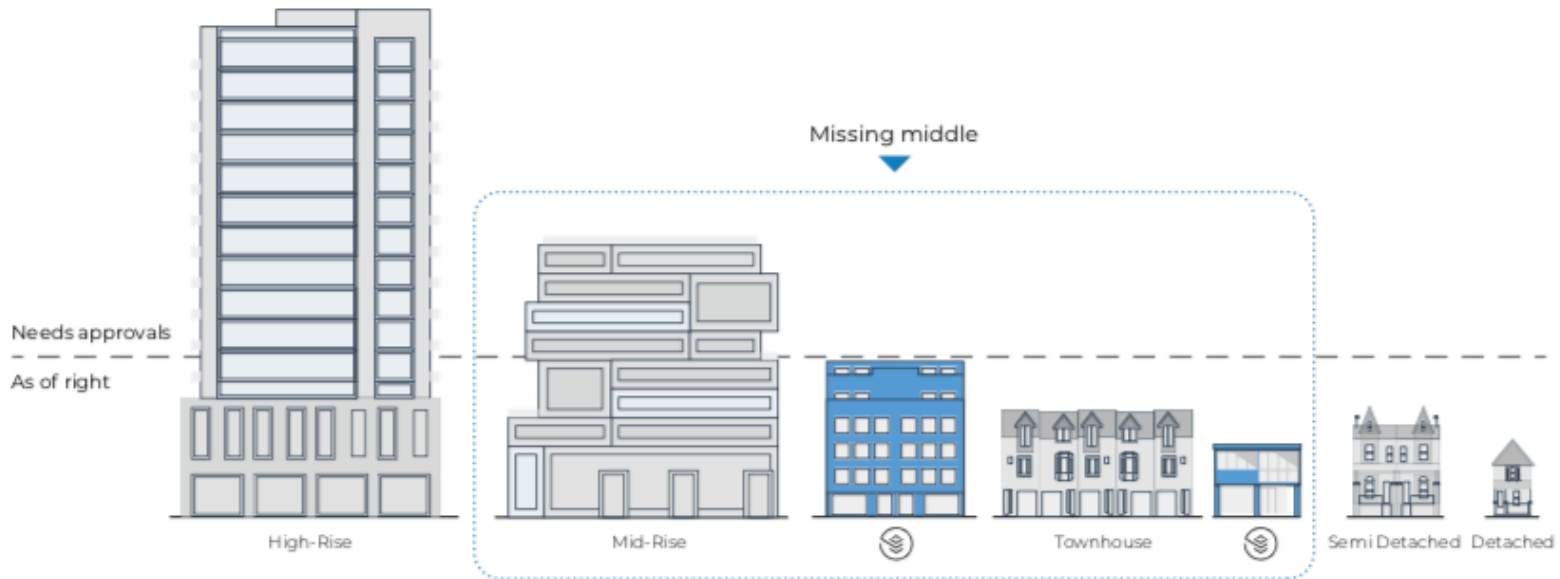 Missing middle
Needs approvals
As of right
High-Rise
Mid-Rise
Townhouse
Semi Detached
Detached